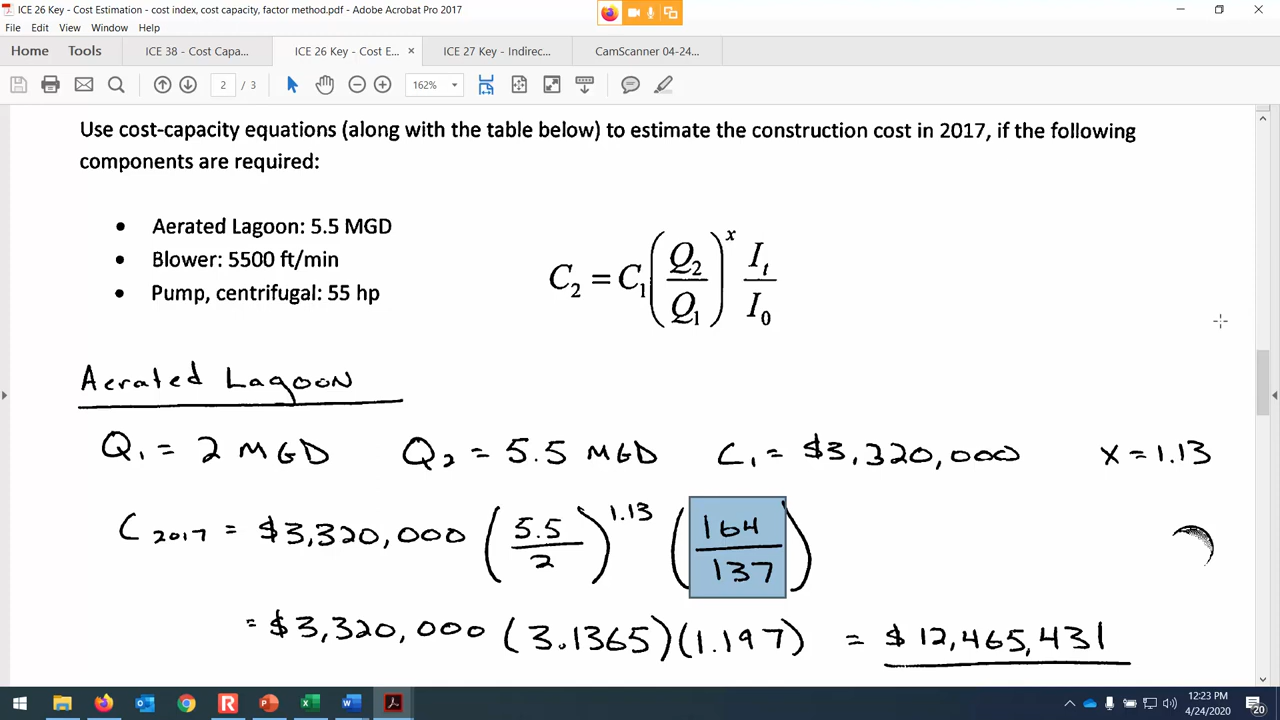 ICE 26 Key - Cost Estimation - cost index, cost capacity, factor method.pdf - Adobe Acrobat Pro 2017
File Edit View Window Help
Home Tools ICE 38 - Cost Capa... ICE 26 Key - Cost E... × ICE 27 Key - Indirec... CamScanner 04-24...
2 / 3 162%
Use cost-capacity equations (along with the table below) to estimate the construction cost in 2017, if the following
components are required:
• Aerated Lagoon: 5.5 MGD
• Blower: 5500 ft/min
• Pump, centrifugal: 55 hp
C₂ = C₁ (Q₂/Q₁)ˣ Iₜ/I₀
Aerated Lagoon
Q₁ = 2 MGD Q₂ = 5.5 MGD C₁ = $3,320,000 x = 1.13
C₂₀₁₇ = $3,320,000 (5.5/2)^1.13 (164/137)
= $3,320,000 (3.1365)(1.197) = $12,465,431
12:23 PM
4/24/2020
20